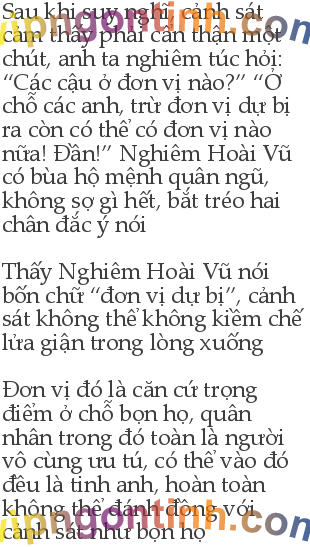 Sau khi suy nghĩ, cảnh sát
cảm thấy phải cẩn thận một
chút, anh ta nghiêm túc hỏi:
“Các cậu ở đơn vị nào?” “Ở
chỗ các anh, trừ đơn vị dự bị
ra còn có thể có đơn vị nào
nữa! Đần!” Nghiêm Hoài Vũ
có bùa hộ mệnh quân ngũ,
không sợ gì hết, bắt tréo hai
chân đắc ý nói
Thấy Nghiêm Hoài Vũ nói
bốn chữ “đơn vị dự bị”, cảnh
sát không thể không kiềm chế
lửa giận trong lòng xuống
Đơn vị đó là căn cứ trọng
điểm ở chỗ bọn họ, quân
nhân trong đó toàn là người
vô cùng ưu tú, có thể vào đó
đều là tinh anh, hoàn toàn
không thể đánh đồng với
cảnh sát như bọn họ
vipngontinh.com
vipngontinh.com